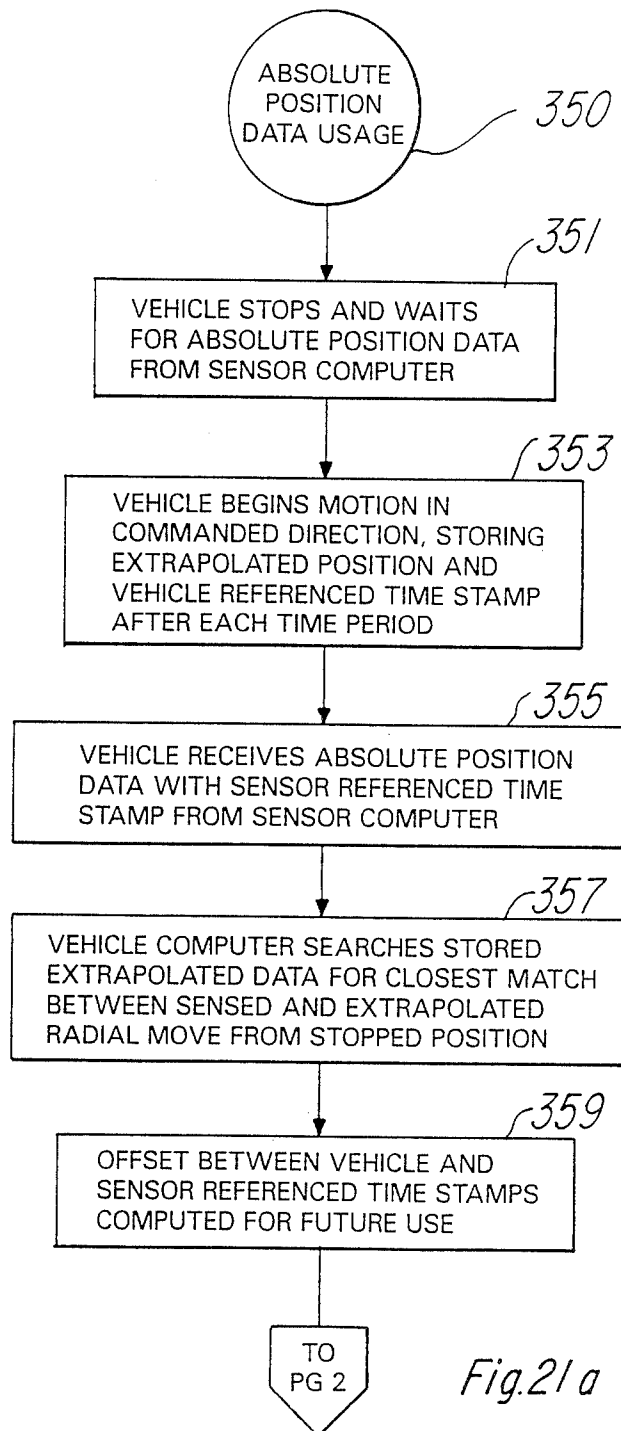 ABSOLUTE
POSITION
DATA USAGE
350
351
VEHICLE STOPS AND WAITS
FOR ABSOLUTE POSITION DATA
FROM SENSOR COMPUTER
353
VEHICLE BEGINS MOTION IN
COMMANDED DIRECTION, STORING
EXTRAPOLATED POSITION AND
VEHICLE REFERENCED TIME STAMP
AFTER EACH TIME PERIOD
355
VEHICLE RECEIVES ABSOLUTE POSITION
DATA WITH SENSOR REFERENCED TIME
STAMP FROM SENSOR COMPUTER
357
VEHICLE COMPUTER SEARCHES STORED
EXTRAPOLATED DATA FOR CLOSEST MATCH
BETWEEN SENSED AND EXTRAPOLATED
RADIAL MOVE FROM STOPPED POSITION
359
OFFSET BETWEEN VEHICLE AND
SENSOR REFERENCED TIME STAMPS
COMPUTED FOR FUTURE USE
TO
PG 2
Fig.21a